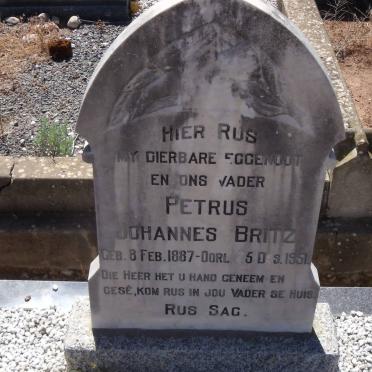 HIER RUS
MY DIERBARE EGGENOOT
EN ONS VADER
PETRUS
JOHANNES BRITZ
GEB. 8 FEB. 1887-OORL. 5 DES. 1951
DIE HEER HET U HAND GENEEM EN
GESÊ, KOM RUS IN JOU VADER SE HUIS.
RUS SAG.